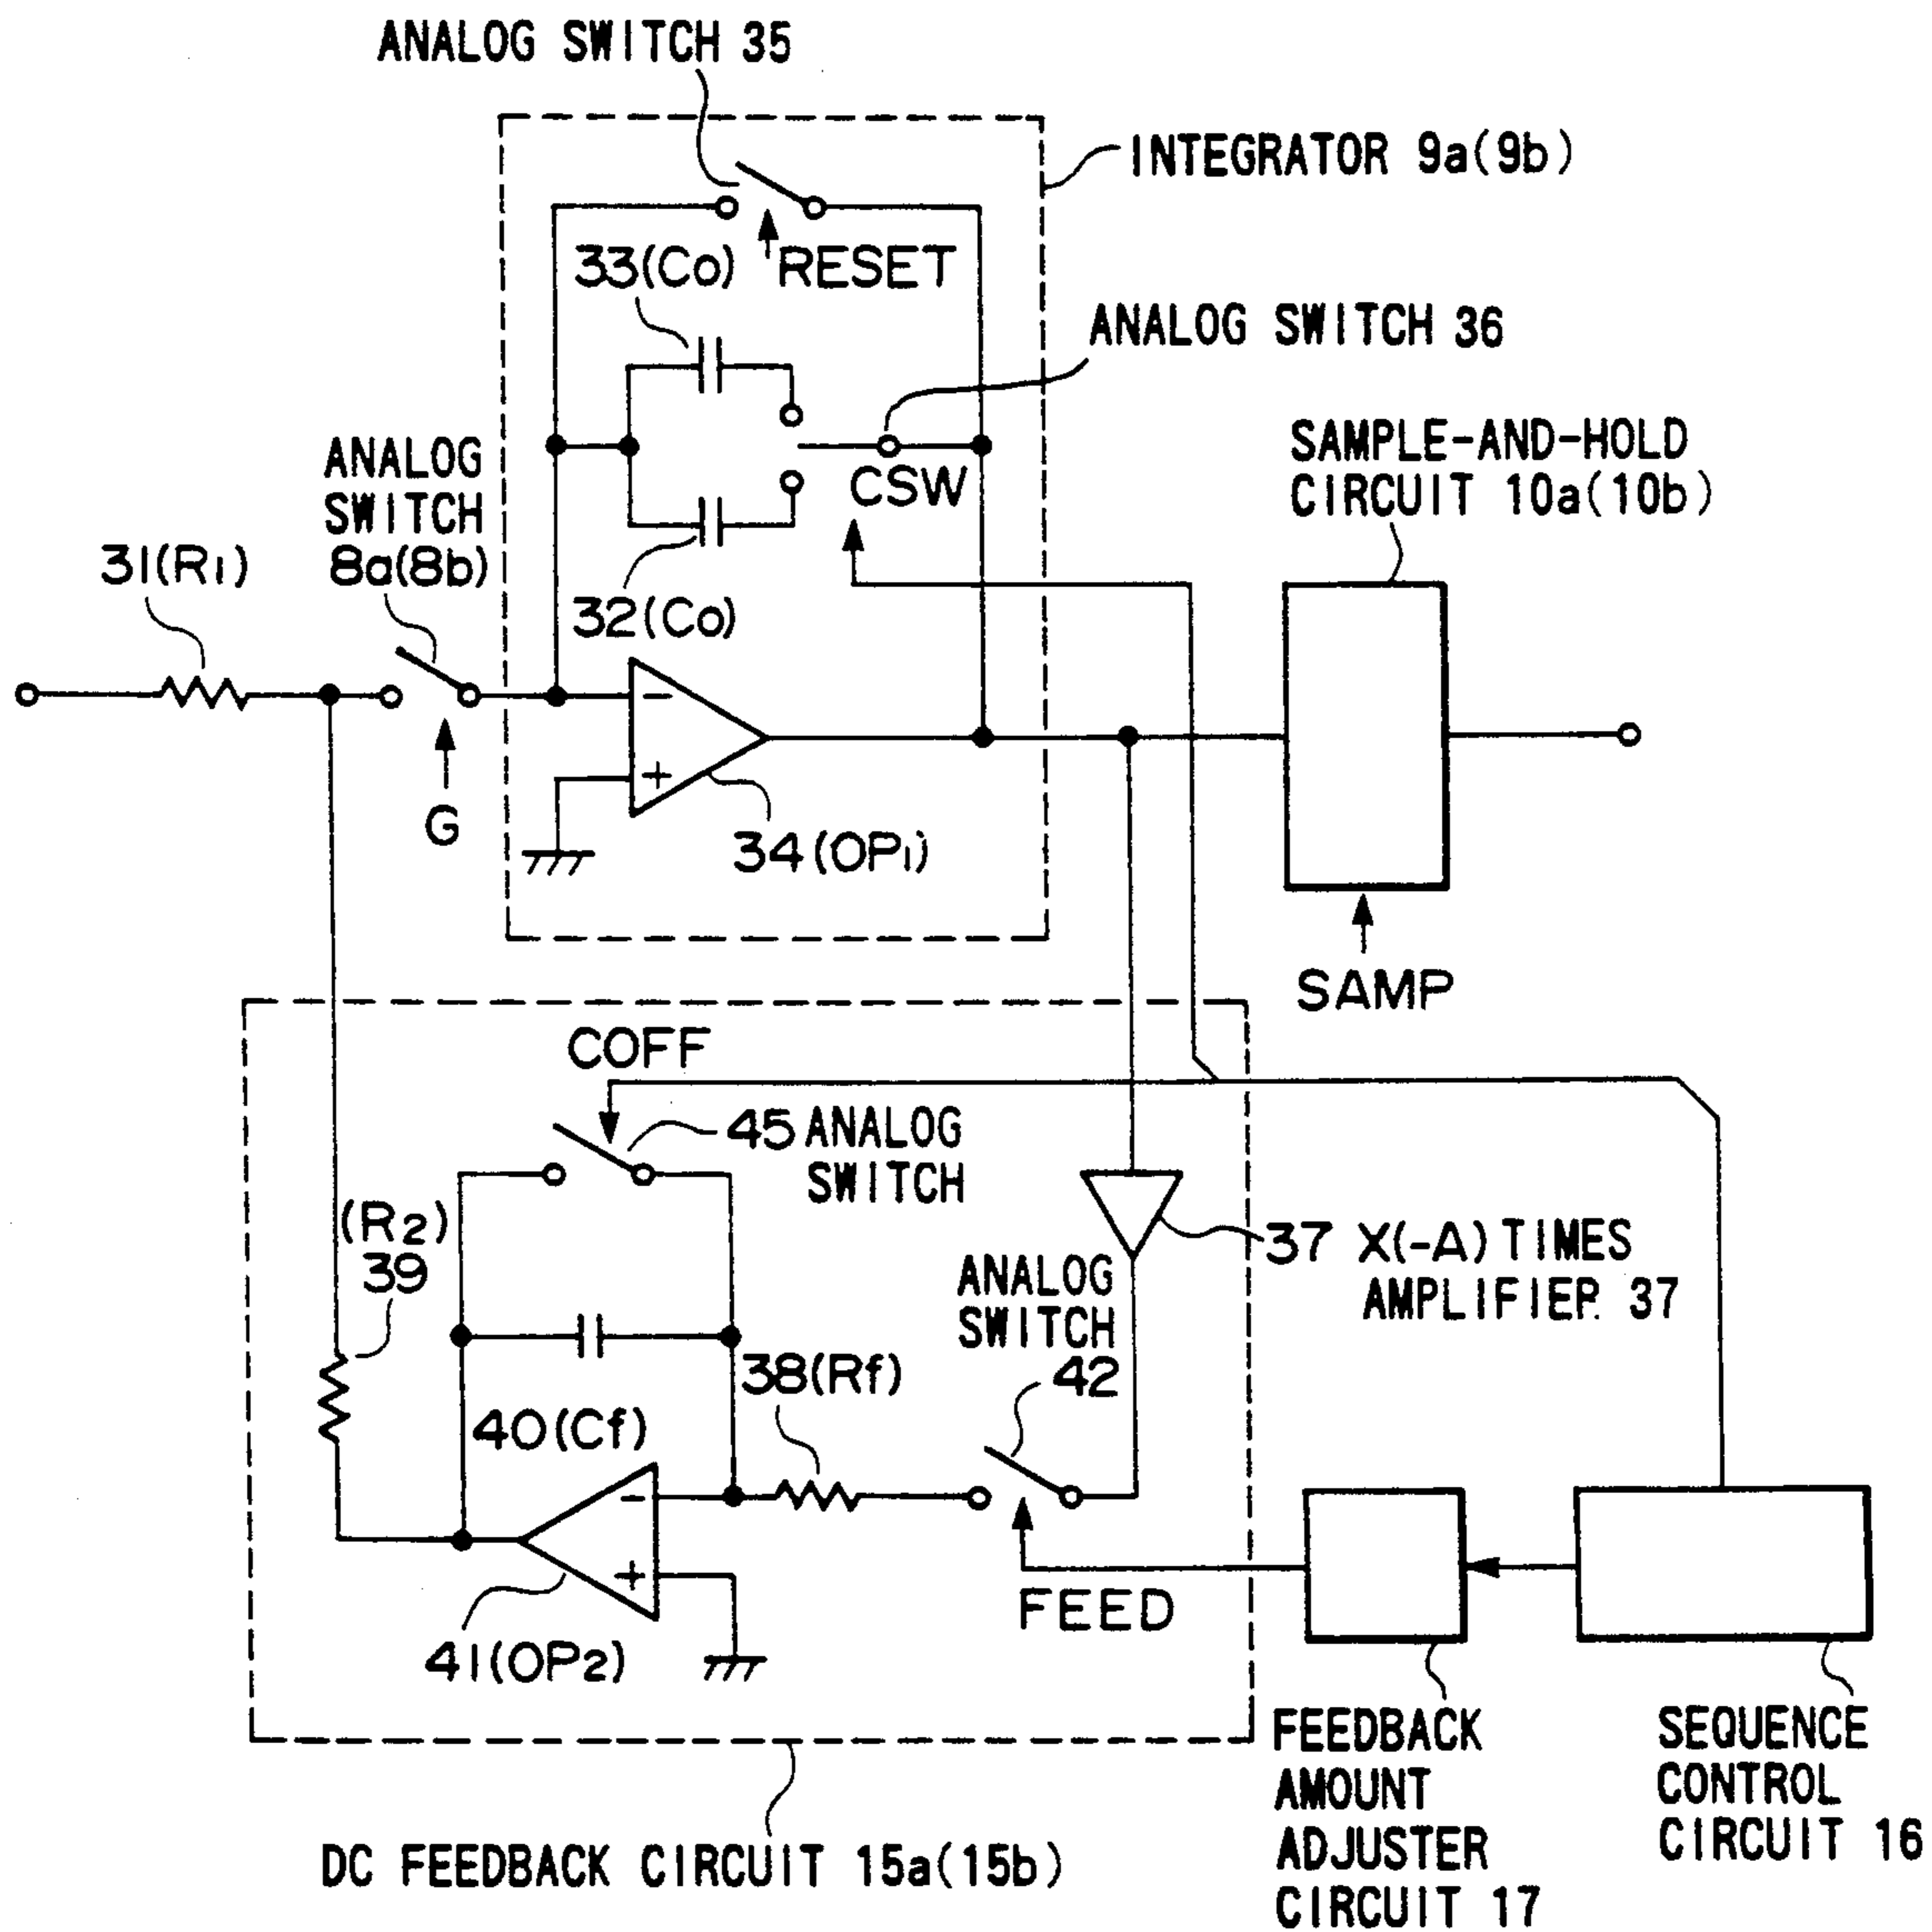 ANALOG SWITCH 35
INTEGRATOR 9a(9b)
33(Co)
RESET
ANALOG SWITCH 36
ANALOG
SWITCH
8a(8b)
CSW
SAMPLE-AND-HOLD
CIRCUIT 10a(10b)
31(R1)
32(Co)
-
+
G
34(OP1)
SAMP
COFF
45 ANALOG
SWITCH
(R2)
39
37 X(-A) TIMES
AMPLIFIER 37
ANALOG
SWITCH
42
38(Rf)
40(Cf)
-
+
FEED
41(OP2)
FEEDBACK
AMOUNT
ADJUSTER
CIRCUIT 17
SEQUENCE
CONTROL
CIRCUIT 16
DC FEEDBACK CIRCUIT 15a(15b)